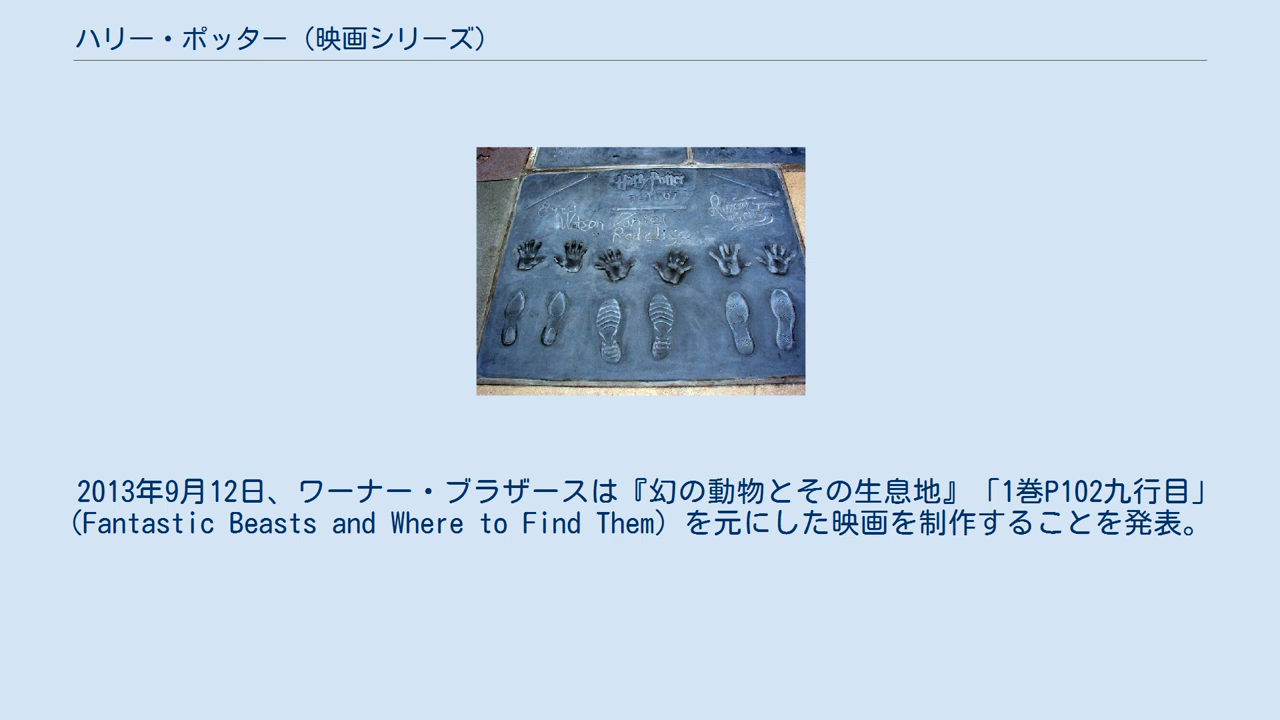 ハリー・ポッター（映画シリーズ）
Harry Potter
Watson Daniel
Radcliffe
2013年9月12日、ワーナー・ブラザースは『幻の動物とその生息地』「1巻P102九行目」
(Fantastic Beasts and Where to Find Them) を元にした映画を制作することを発表。